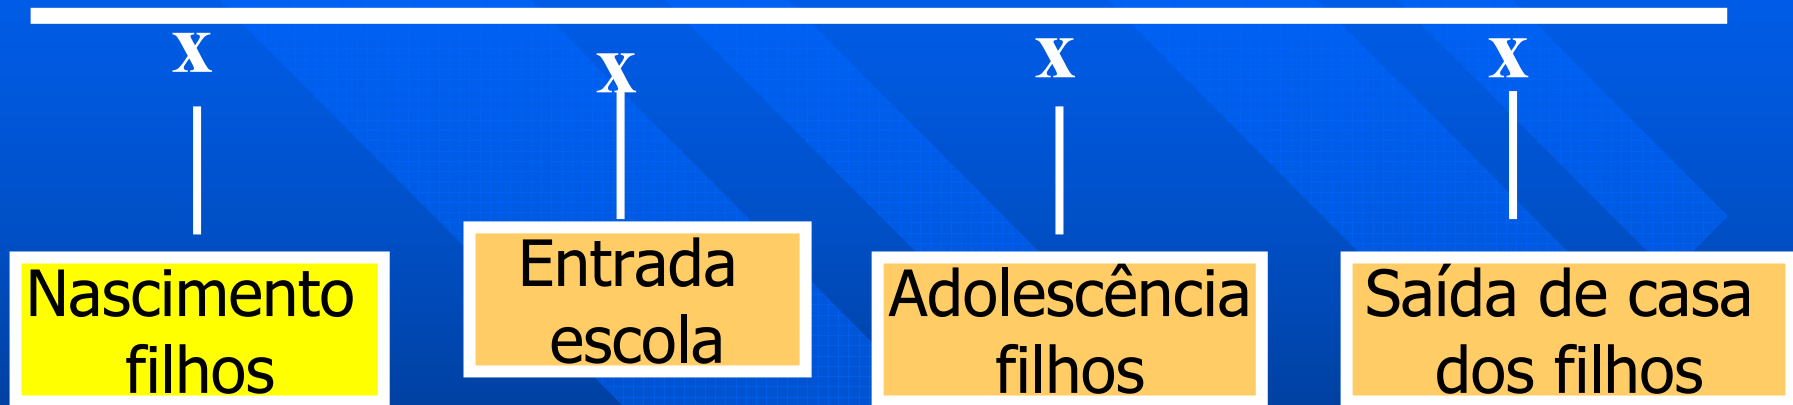 x
x
x
x
Nascimento
filhos
Entrada
escola
Adolescência
filhos
Saída de casa
dos filhos